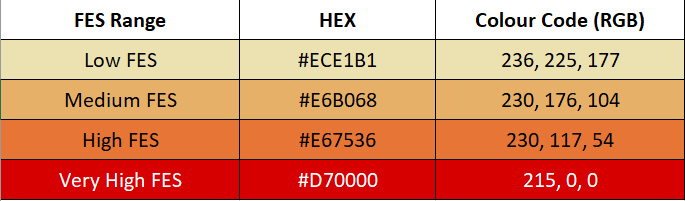 FES Range HEX Colour Code (RGB)
Low FES #ECE1B1 236, 225, 177
Medium FES #E6B068 230, 176, 104
High FES #E67536 230, 117, 54
Very High FES #D70000 215, 0, 0